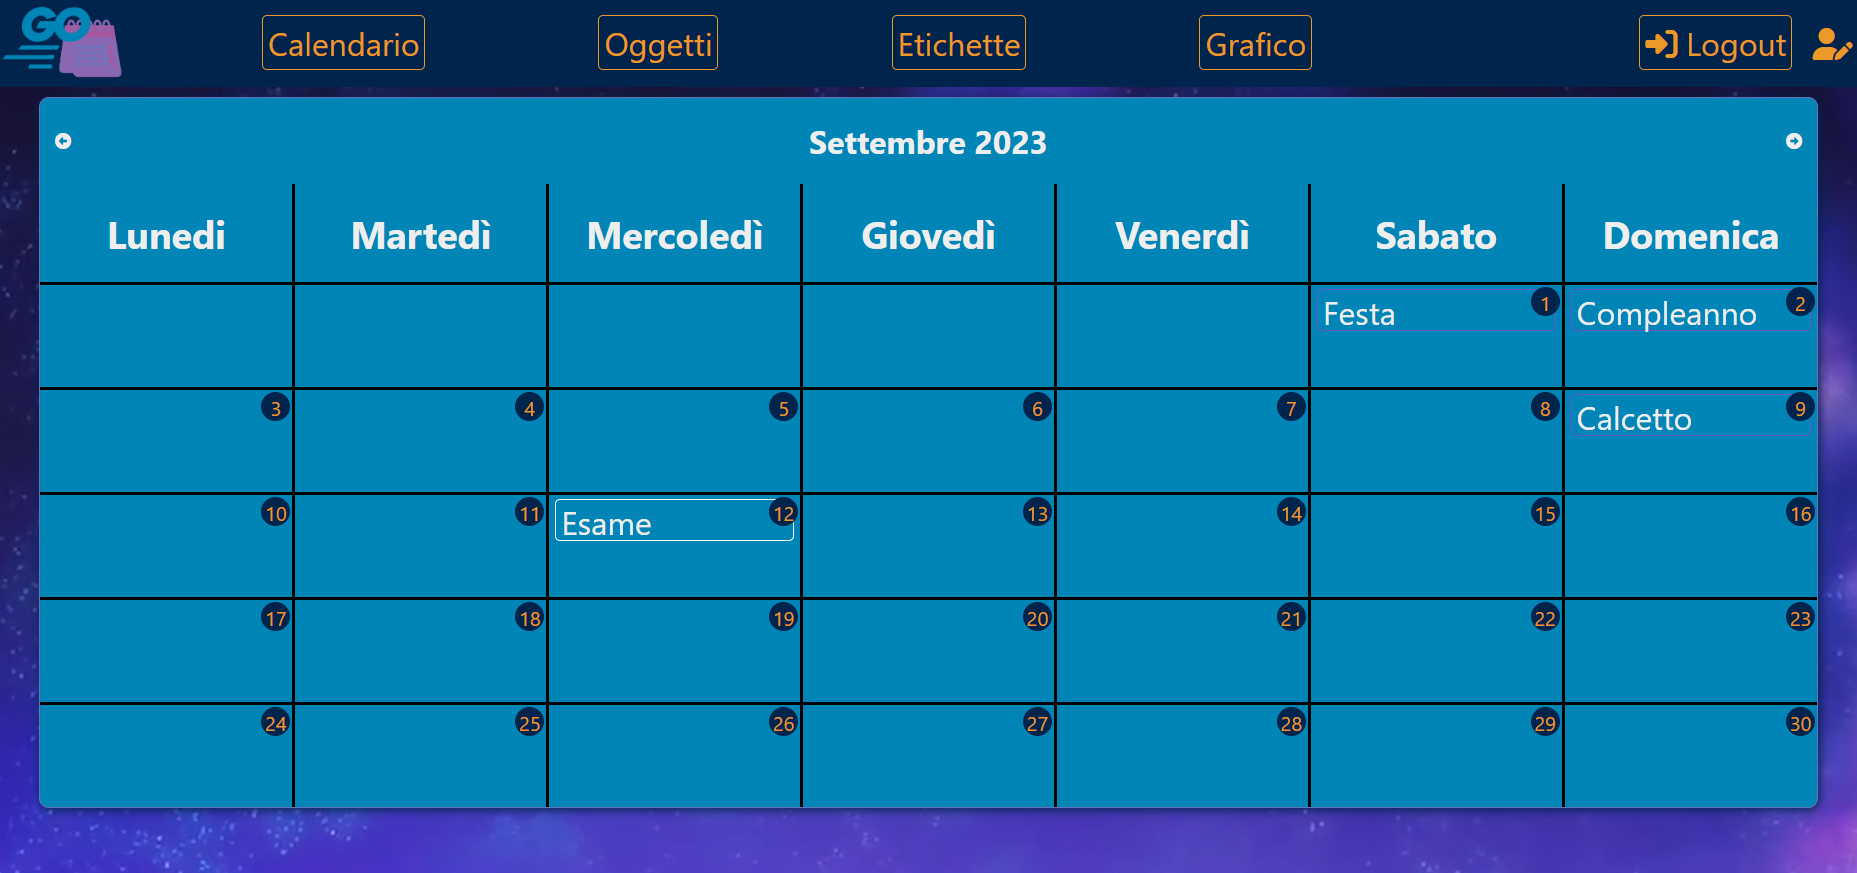 GO
Calendario Oggetti Etichette Grafico Logout
Settembre 2023
Lunedi Martedì Mercoledì Giovedì Venerdì Sabato Domenica
Festa 1 Compleanno 2
3 4 5 6 7 8 Calcetto 9
10 11 Esame 12 13 14 15 16
17 18 19 20 21 22 23
24 25 26 27 28 29 30